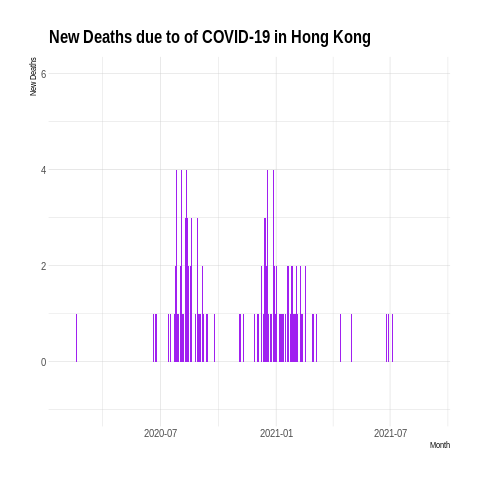 New Deaths due to of COVID-19 in Hong Kong
New Deaths
6
4
2
0
2020-07
2021-01
2021-07
Month